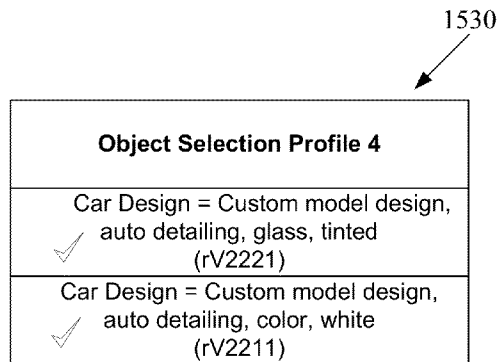 1530
Object Selection Profile 4
Car Design = Custom model design,
auto detailing, glass, tinted
(rV2221)
Car Design = Custom model design,
auto detailing, color, white
(rV2211)